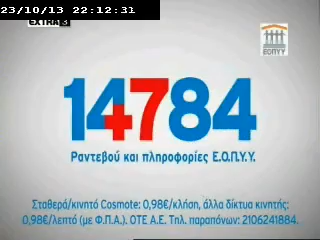 23/10/13 22:12:31
EXTRA 3
ΕΟΠΥΥ
14784
Ραντεβού και πληροφορίες Ε.Ο.Π.Υ.Υ.
Σταθερά/κινητό Cosmote: 0,98€/κλήση, άλλα δίκτυα κινητής:
0,98€/λεπτό (με Φ.Π.Α.). ΟΤΕ Α.Ε. Τηλ. παραπόνων: 2106241884.